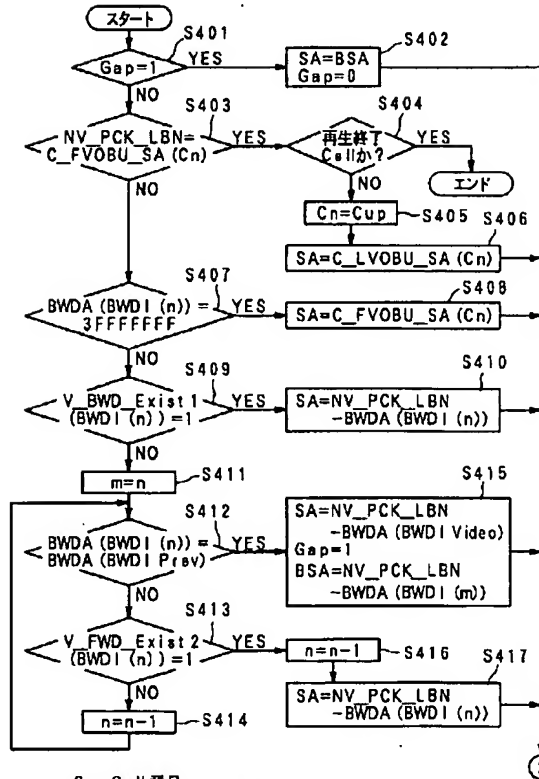 スタート
S401
Gap=1
YES
S402
SA=BSA
Gap=0
NO
S403
NV_PCK_LBN=
C_FVOBU_SA(Cn)
YES
S404
再生終了
Cellか?
YES
エンド
NO
NO
Cn=Cup
S405
S406
SA=C_LVOBU_SA(Cn)
S407
BWDA(BWDI(n))=
3FFFFFFF
YES
S408
SA=C_FVOBU_SA(Cn)
NO
S409
V_BWD_Exist1
(BWDI(n))=1
YES
S410
SA=NV_PCK_LBN
-BWDA(BWDI(n))
NO
m=n
S411
S412
BWDA(BWDI(n))=
BWDA(BWDI Prev)
YES
S415
SA=NV_PCK_LBN
-BWDA(BWDI Video)
Gap=1
BSA=NV_PCK_LBN
-BWDA(BWDI(m))
NO
S413
V_FWD_Exist2
(BWDI(n))=1
YES
n=n-1
S416
NO
S417
SA=NV_PCK_LBN
-BWDA(BWDI(n))
n=n-1
S414